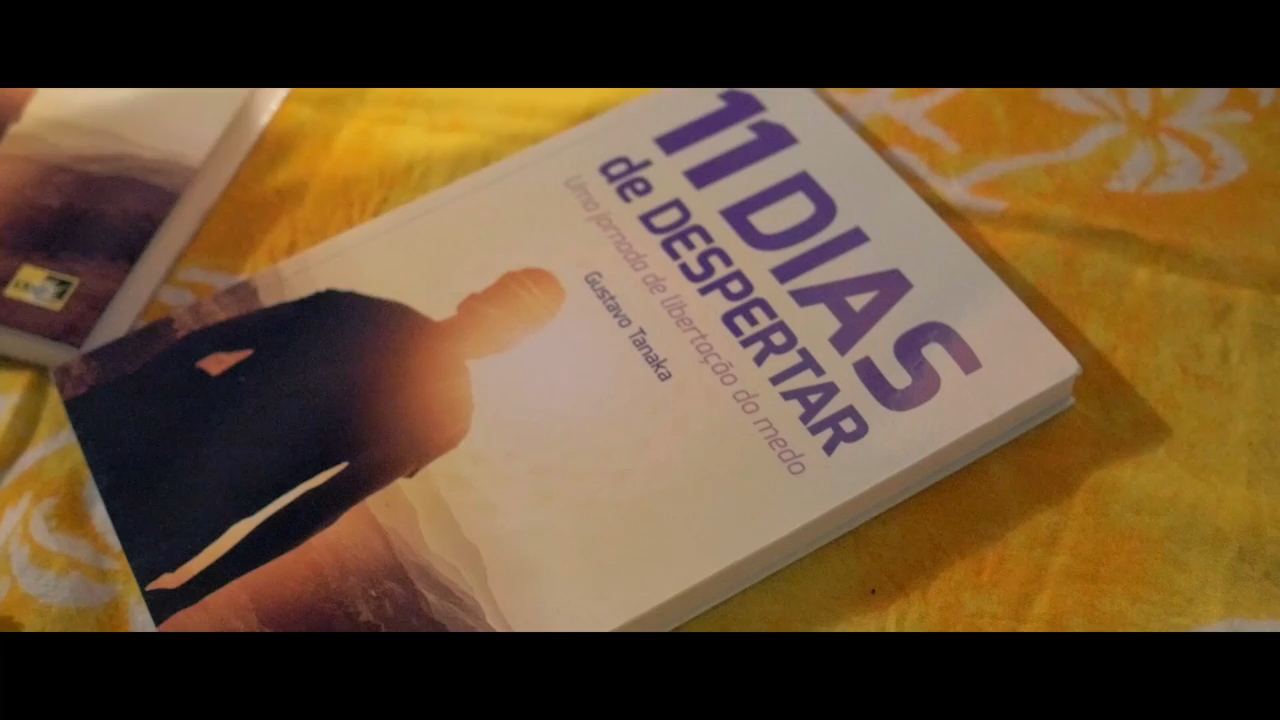 11 DIAS
de DESPERTAR
Uma jornada de libertação do medo
Gustavo Tanaka